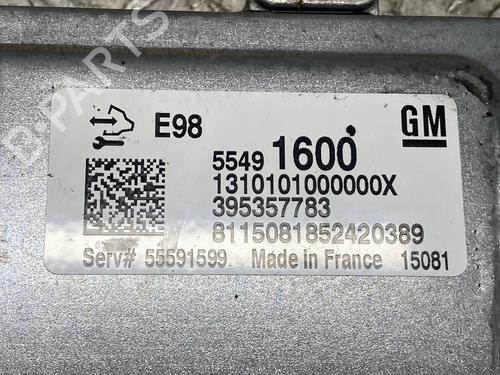 E98
GM
5549 1600
1310101000000X
395357783
8115081852420389
Serv# 55591599 Made in France 15081
B-PARTS